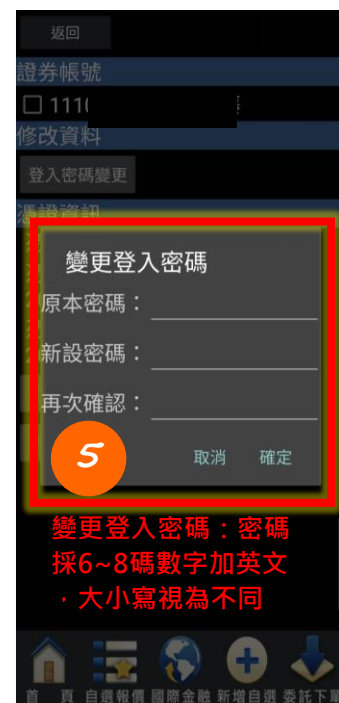 返回
證券帳號
1110
修改資料
登入密碼變更
憑證資訊
變更登入密碼
原本密碼：
新設密碼：
再次確認：
5
取消 確定
變更登入密碼：密碼
採6~8碼數字加英文
，大小寫視為不同
首 頁 自選報價 國際金融 新增自選 委託下單